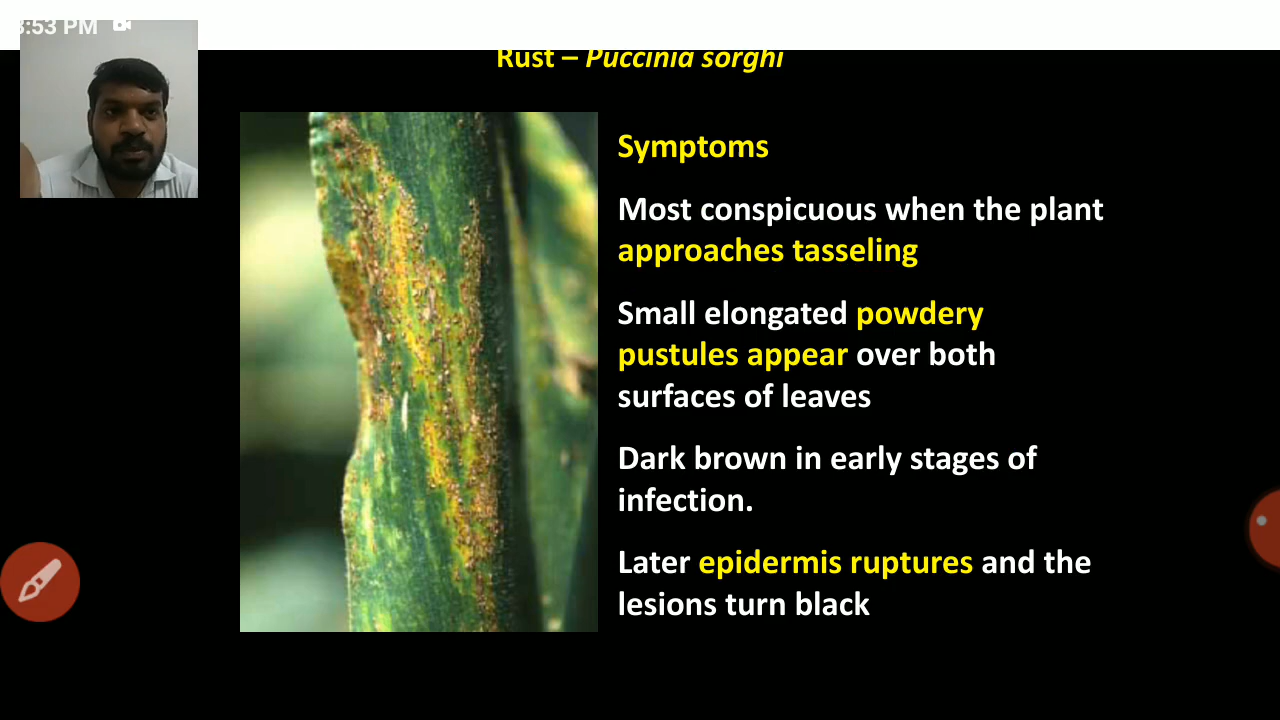 3:53 PM
Rust – Puccinia sorghi
Symptoms
Most conspicuous when the plant
approaches tasseling
Small elongated powdery
pustules appear over both
surfaces of leaves
Dark brown in early stages of
infection.
Later epidermis ruptures and the
lesions turn black